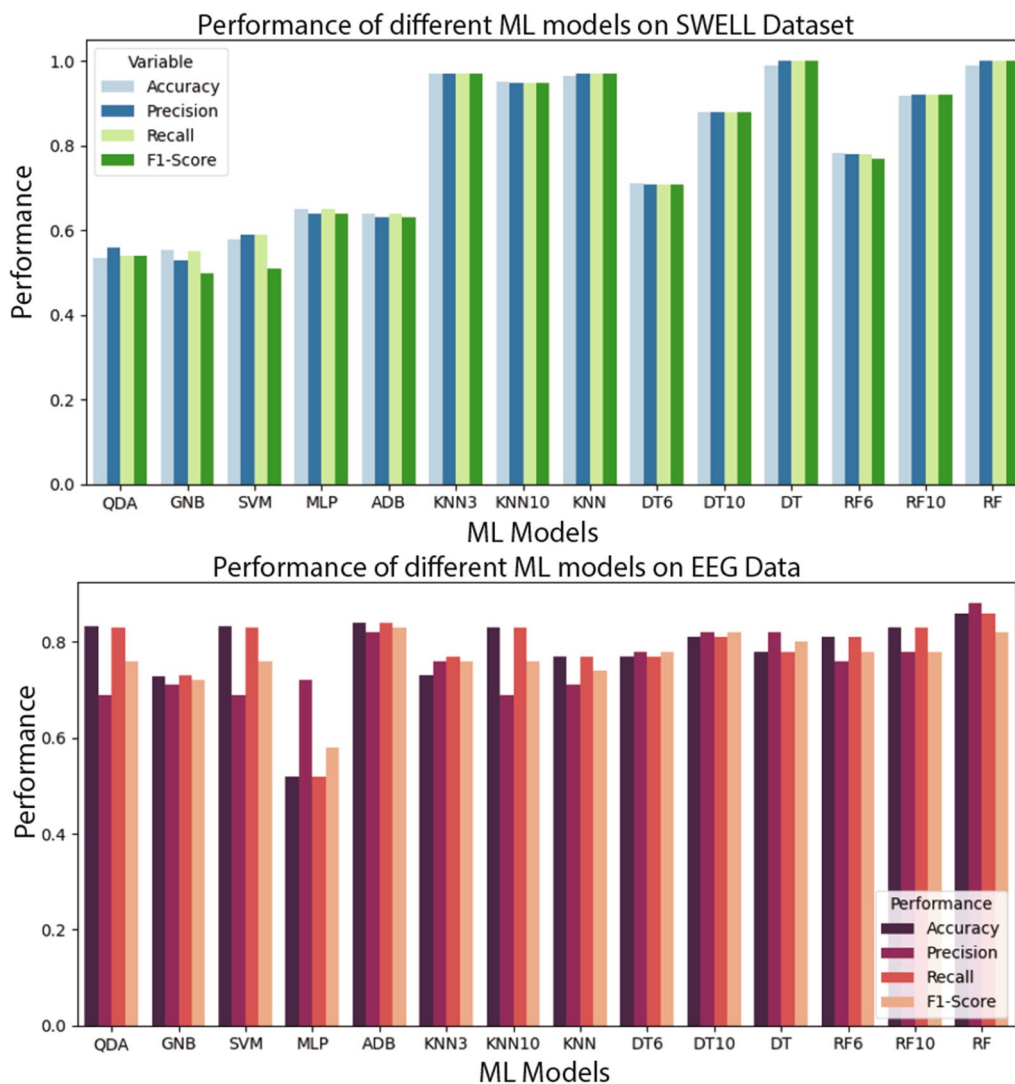 Performance of different ML models on SWELL Dataset
Variable
Accuracy
Precision
Recall
F1-Score
Performance
1.0
0.8
0.6
0.4
0.2
0.0
QDA GNB SVM MLP ADB KNN3 KNN10 KNN DT6 DT10 DT RF6 RF10 RF
ML Models
Performance of different ML models on EEG Data
Performance
0.8
0.6
0.4
0.2
0.0
Performance
Accuracy
Precision
Recall
F1-Score
QDA GNB SVM MLP ADB KNN3 KNN10 KNN DT6 DT10 DT RF6 RF10 RF
ML Models